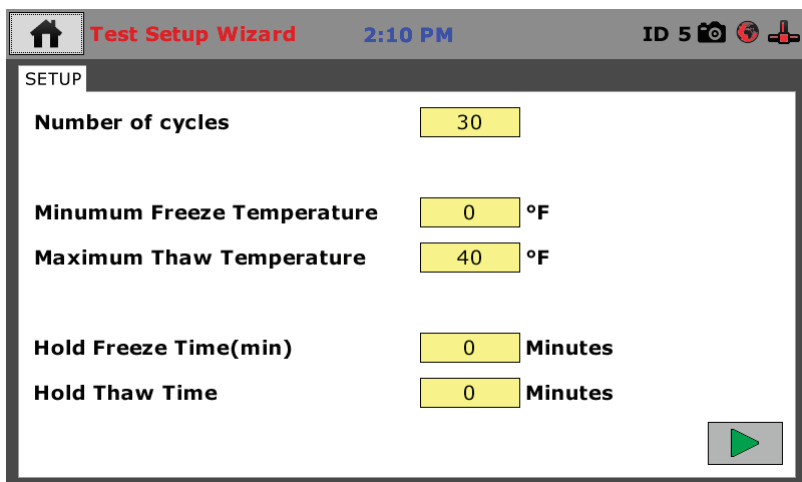 Test Setup Wizard 2:10 PM ID 5
SETUP
Number of cycles 30
Minumum Freeze Temperature 0 °F
Maximum Thaw Temperature 40 °F
Hold Freeze Time(min) 0 Minutes
Hold Thaw Time 0 Minutes